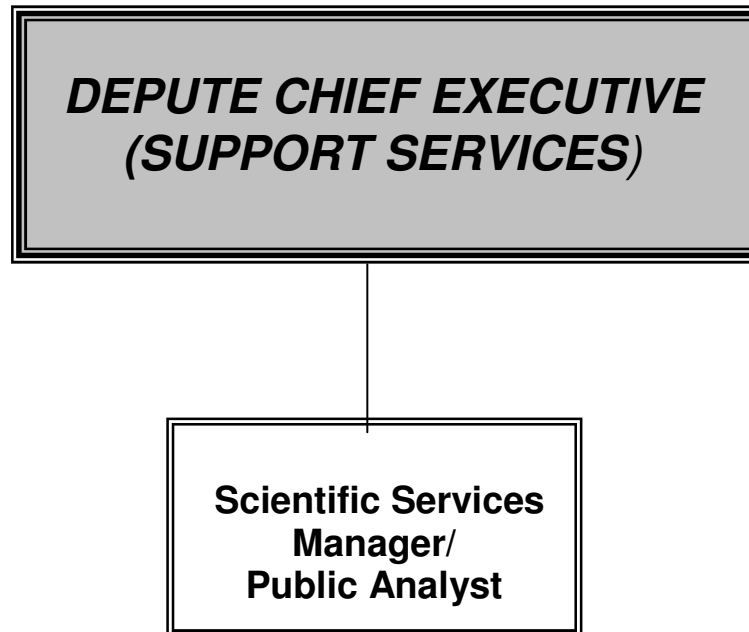 DEPUTE CHIEF EXECUTIVE
(SUPPORT SERVICES)
Scientific Services
Manager/
Public Analyst